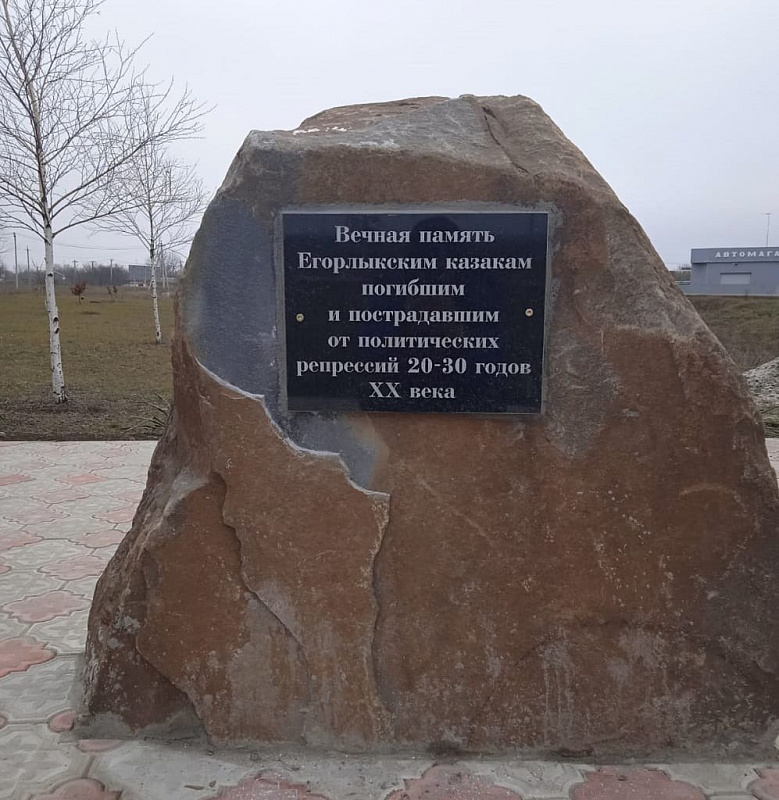 Вечная память
Егорлыкским казакам
погибшим
и пострадавшим
от политических
репрессий 20-30 годов
XX века